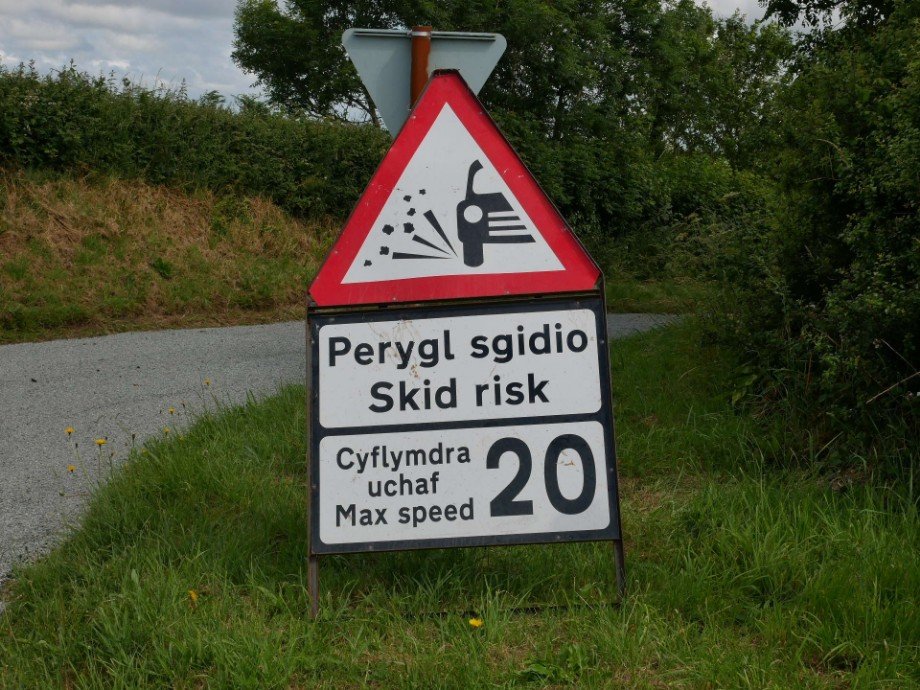 Perygl sgidio
Skid risk
Cyflymdra
uchaf
Max speed
20